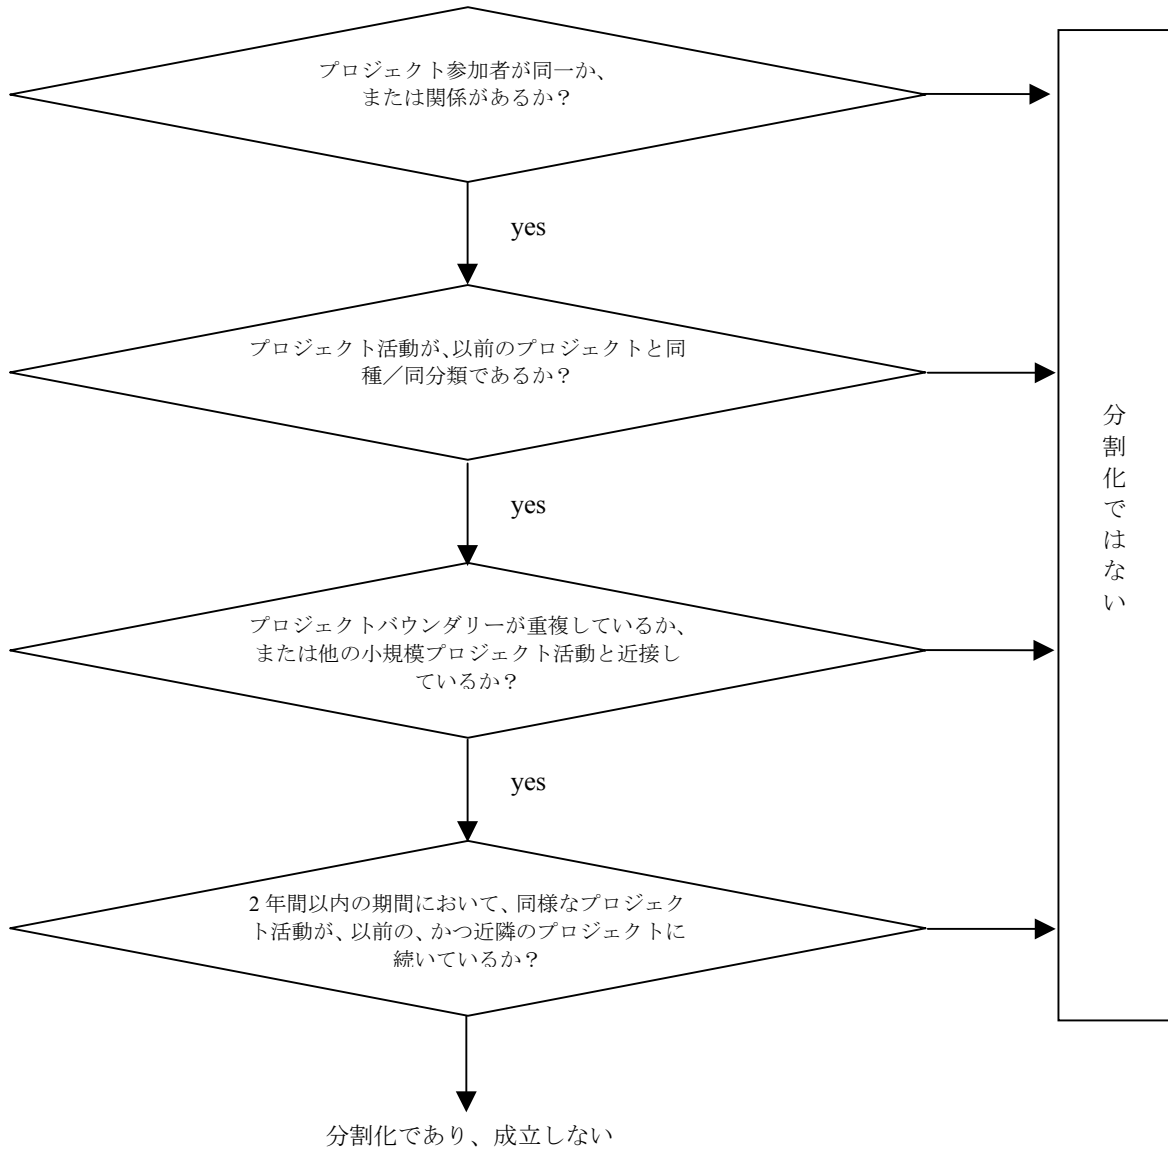 プロジェクト参加者が同一か、
または関係があるか？
yes
プロジェクト活動が、以前のプロジェクトと同
種／同分類であるか？
yes
プロジェクトバウンダリーが重複しているか、
または他の小規模プロジェクト活動と近接し
ているか？
yes
2 年間以内の期間において、同様なプロジェク
ト活動が、以前の、かつ近隣のプロジェクトに
続いているか？
分割化であり、成立しない
分割化ではない